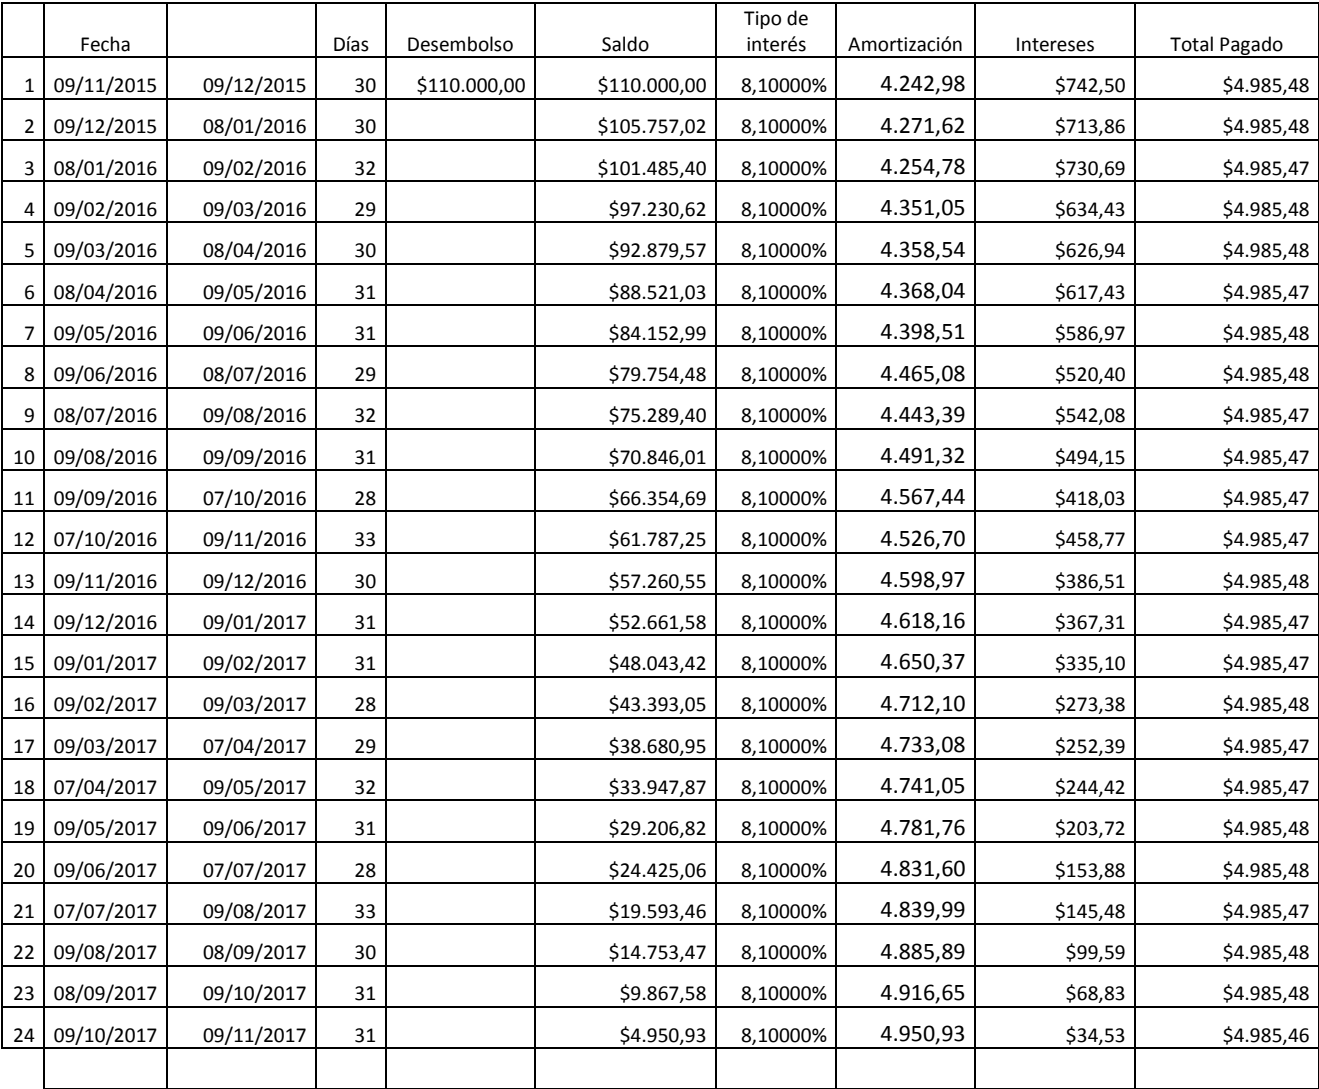 Fecha Días Desembolso Saldo Tipo de interés Amortización Intereses Total Pagado
1 09/11/2015 09/12/2015 30 $110.000,00 $110.000,00 8,10000% 4.242,98 $742,50 $4.985,48
2 09/12/2015 08/01/2016 30 $105.757,02 8,10000% 4.271,62 $713,86 $4.985,48
3 08/01/2016 09/02/2016 32 $101.485,40 8,10000% 4.254,78 $730,69 $4.985,47
4 09/02/2016 09/03/2016 29 $97.230,62 8,10000% 4.351,05 $634,43 $4.985,48
5 09/03/2016 08/04/2016 30 $92.879,57 8,10000% 4.358,54 $626,94 $4.985,48
6 08/04/2016 09/05/2016 31 $88.521,03 8,10000% 4.368,04 $617,43 $4.985,47
7 09/05/2016 09/06/2016 31 $84.152,99 8,10000% 4.398,51 $586,97 $4.985,48
8 09/06/2016 08/07/2016 29 $79.754,48 8,10000% 4.465,08 $520,40 $4.985,48
9 08/07/2016 09/08/2016 32 $75.289,40 8,10000% 4.443,39 $542,08 $4.985,47
10 09/08/2016 09/09/2016 31 $70.846,01 8,10000% 4.491,32 $494,15 $4.985,47
11 09/09/2016 07/10/2016 28 $66.354,69 8,10000% 4.567,44 $418,03 $4.985,47
12 07/10/2016 09/11/2016 33 $61.787,25 8,10000% 4.526,70 $458,77 $4.985,47
13 09/11/2016 09/12/2016 30 $57.260,55 8,10000% 4.598,97 $386,51 $4.985,48
14 09/12/2016 09/01/2017 31 $52.661,58 8,10000% 4.618,16 $367,31 $4.985,47
15 09/01/2017 09/02/2017 31 $48.043,42 8,10000% 4.650,37 $335,10 $4.985,47
16 09/02/2017 09/03/2017 28 $43.393,05 8,10000% 4.712,10 $273,38 $4.985,48
17 09/03/2017 07/04/2017 29 $38.680,95 8,10000% 4.733,08 $252,39 $4.985,47
18 07/04/2017 09/05/2017 32 $33.947,87 8,10000% 4.741,05 $244,42 $4.985,47
19 09/05/2017 09/06/2017 31 $29.206,82 8,10000% 4.781,76 $203,72 $4.985,48
20 09/06/2017 07/07/2017 28 $24.425,06 8,10000% 4.831,60 $153,88 $4.985,48
21 07/07/2017 09/08/2017 33 $19.593,46 8,10000% 4.839,99 $145,48 $4.985,47
22 09/08/2017 08/09/2017 30 $14.753,47 8,10000% 4.885,89 $99,59 $4.985,48
23 08/09/2017 09/10/2017 31 $9.867,58 8,10000% 4.916,65 $68,83 $4.985,48
24 09/10/2017 09/11/2017 31 $4.950,93 8,10000% 4.950,93 $34,53 $4.985,46